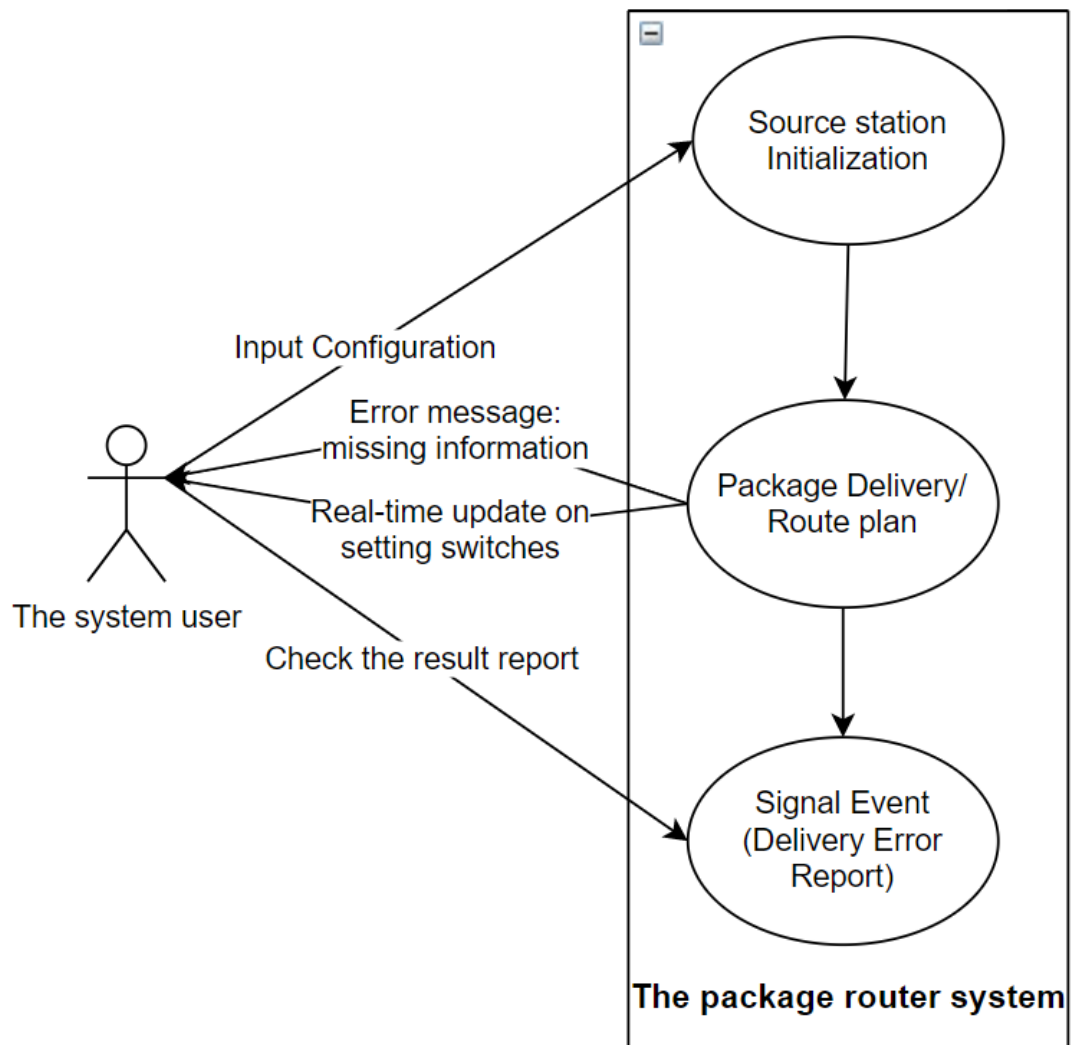 Source station
Initialization
Input Configuration
Error message:
missing information
Package Delivery/
Route plan
Real-time update on
setting switches
The system user
Check the result report
Signal Event
(Delivery Error
Report)
The package router system